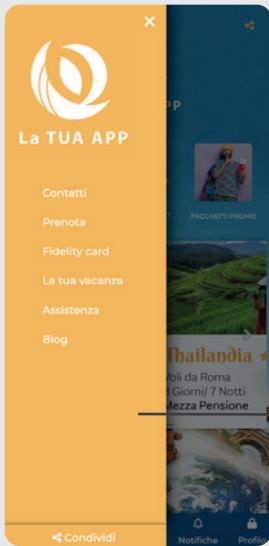 La TUA APP
Contatti
Prenota
Fidelity card
La tua vacanza
Assistenza
Blog
Condividi
PP
PACCHETTI PROMO
Thailandia
Voli da Roma
Giorni/ 7 Notti
Mezza Pensione
Notifiche
Profilo